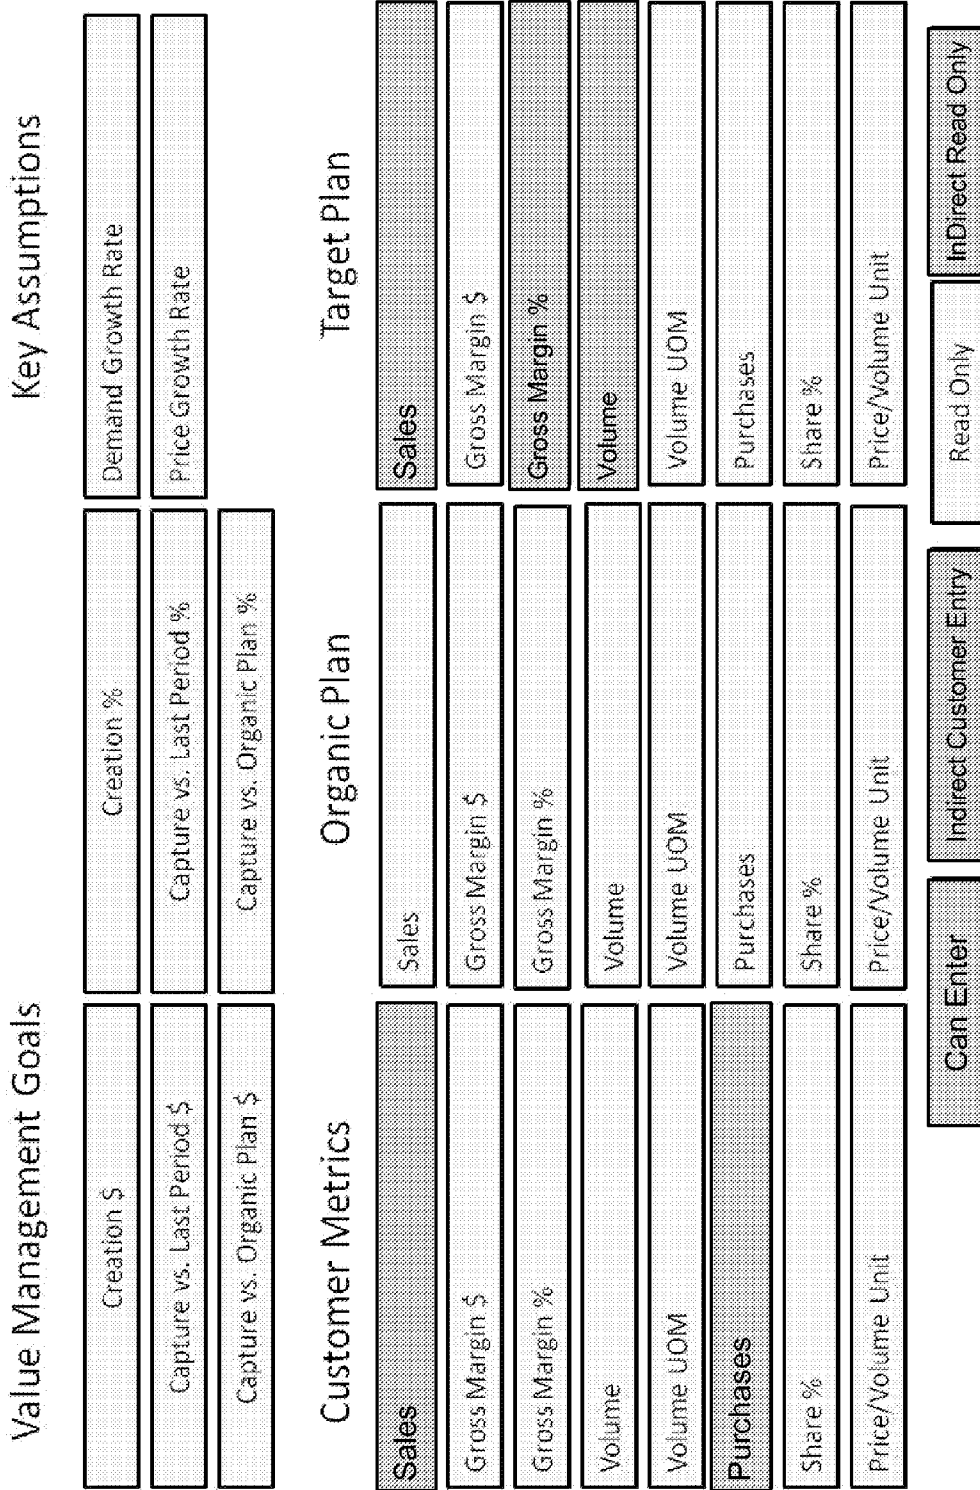 Value Management Goals
Key Assumptions
Creation $
Creation %
Demand Growth Rate
Capture vs. Last Period $
Capture vs. Last Period %
Price Growth Rate
Capture vs. Organic Plan $
Capture vs. Organic Plan %
Customer Metrics
Organic Plan
Target Plan
Sales
Sales
Sales
Gross Margin $
Gross Margin $
Gross Margin $
Gross Margin %
Gross Margin %
Gross Margin %
Volume
Volume
Volume
Volume UOM
Volume UOM
Volume UOM
Purchases
Purchases
Purchases
Share %
Share %
Share %
Price/Volume Unit
Price/Volume Unit
Price/Volume Unit
Can Enter
Indirect Customer Entry
Read Only
InDirect Read Only